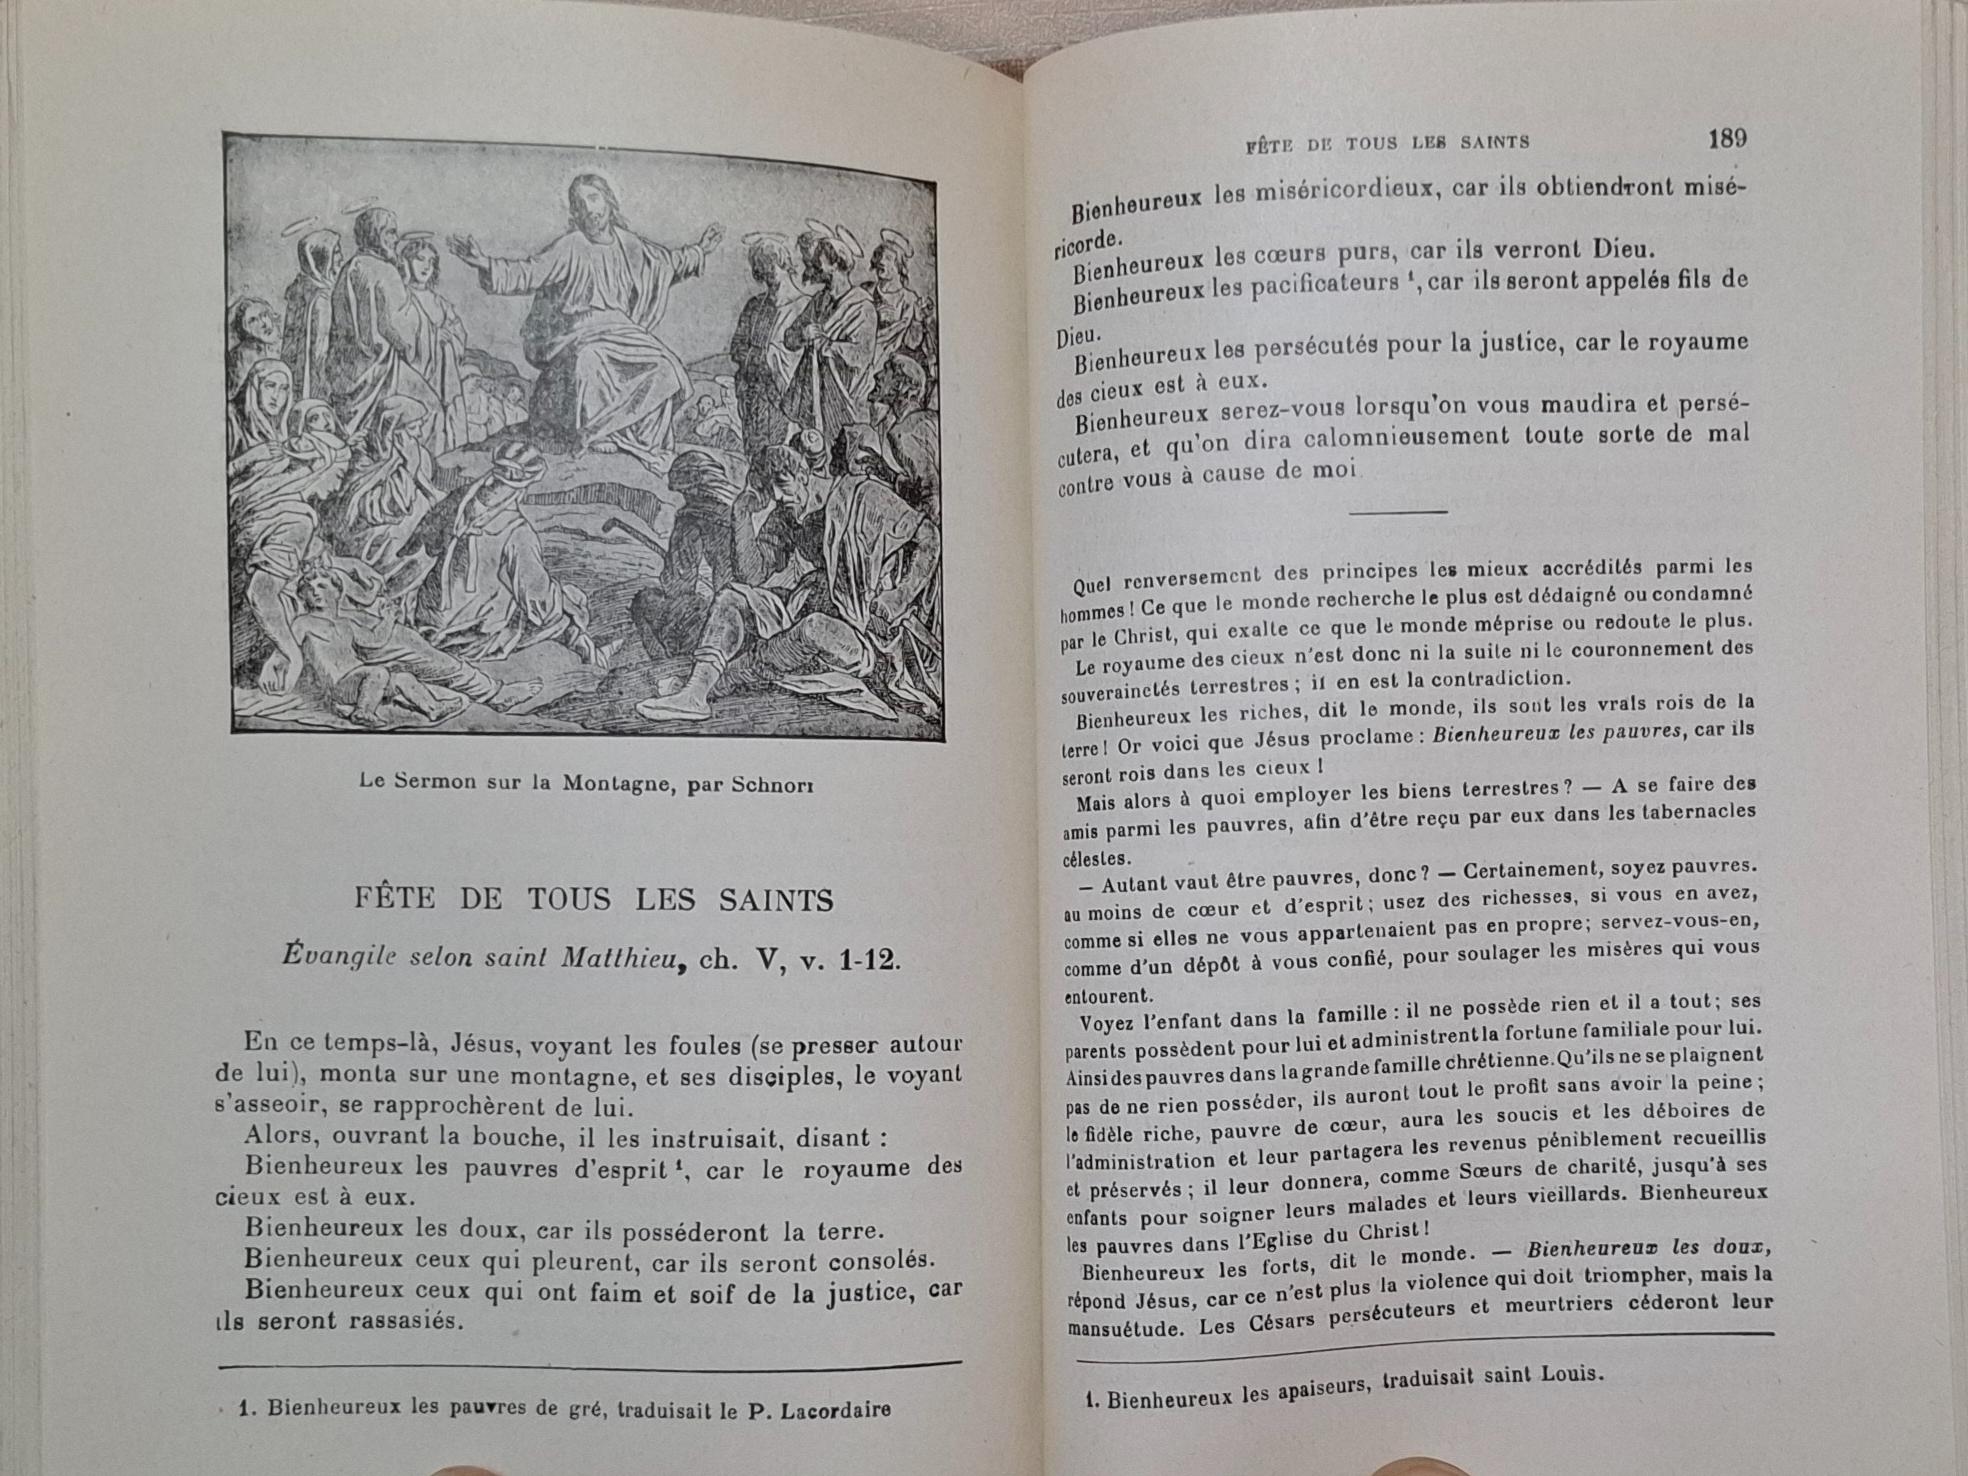 Le Sermon sur la Montagne, par Schnorr
FÊTE DE TOUS LES SAINTS
Évangile selon saint Matthieu, ch. V, v. 1-12.
En ce temps-là, Jésus, voyant les foules (se presser autour
de lui), monta sur une montagne, et ses disciples, le voyant
s'asseoir, se rapprochèrent de lui.
Alors, ouvrant la bouche, il les instruisait, disant :
Bienheureux les pauvres d'esprit ¹, car le royaume des
cieux est à eux.
Bienheureux les doux, car ils posséderont la terre.
Bienheureux ceux qui pleurent, car ils seront consolés.
Bienheureux ceux qui ont faim et soif de la justice, car
ils seront rassasiés.
1. Bienheureux les pauvres de gré, traduisait le P. Lacordaire
FÊTE DE TOUS LES SAINTS 189
Bienheureux les miséricordieux, car ils obtiendront misé-
ricorde.
Bienheureux les cœurs purs, car ils verront Dieu.
Bienheureux les pacificateurs ¹, car ils seront appelés fils de
Dieu.
Bienheureux les persécutés pour la justice, car le royaume
des cieux est à eux.
Bienheureux serez-vous lorsqu'on vous maudira et persé-
cutera, et qu'on dira calomnieusement toute sorte de mal
contre vous à cause de moi.
Quel renversement des principes les mieux accrédités parmi les
hommes ! Ce que le monde recherche le plus est dédaigné ou condamné
par le Christ, qui exalte ce que le monde méprise ou redoute le plus.
Le royaume des cieux n'est donc ni la suite ni le couronnement des
souverainetés terrestres ; il en est la contradiction.
Bienheureux les riches, dit le monde, ils sont les vrais rois de la
terre ! Or voici que Jésus proclame : Bienheureux les pauvres, car ils
seront rois dans les cieux !
Mais alors à quoi employer les biens terrestres ? — A se faire des
amis parmi les pauvres, afin d'être reçu par eux dans les tabernacles
célestes.
— Autant vaut être pauvres, donc ? — Certainement, soyez pauvres.
au moins de cœur et d'esprit ; usez des richesses, si vous en avez,
comme si elles ne vous appartenaient pas en propre ; servez-vous-en,
comme d'un dépôt à vous confié, pour soulager les misères qui vous
entourent.
Voyez l'enfant dans la famille : il ne possède rien et il a tout ; ses
parents possèdent pour lui et administrent la fortune familiale pour lui.
Ainsi des pauvres dans la grande famille chrétienne. Qu'ils ne se plaignent
pas de ne rien posséder, ils auront tout le profit sans avoir la peine ;
le fidèle riche, pauvre de cœur, aura les soucis et les déboires de
l'administration et leur partagera les revenus péniblement recueillis
et préservés ; il leur donnera, comme Sœurs de charité, jusqu'à ses
enfants pour soigner leurs malades et leurs vieillards. Bienheureux
les pauvres dans l'Eglise du Christ !
Bienheureux les forts, dit le monde. — Bienheureux les doux,
répond Jésus, car ce n'est plus la violence qui doit triompher, mais la
mansuétude. Les Césars persécuteurs et meurtriers céderont leur
1. Bienheureux les apaiseurs, traduisait saint Louis.